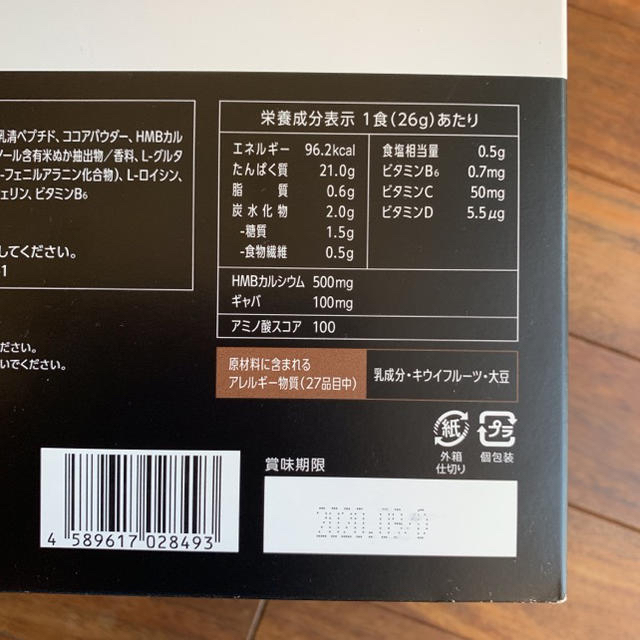 乳清ペプチド、ココアパウダー、HMBカル
ール含有米ぬか抽出物／香料、L-グルタ
-フェニルアラニン化合物)、L-ロイシン、
ェリン、ビタミンB₆
してください。
ださい。
いでください。
栄養成分表示 1食(26g)あたり
エネルギー 96.2kcal
たんぱく質 21.0g
脂質 0.6g
炭水化物 2.0g
-糖質 1.5g
-食物繊維 0.5g
食塩相当量 0.5g
ビタミンB₆ 0.7mg
ビタミンC 50mg
ビタミンD 5.5μg
HMBカルシウム 500mg
ギャバ 100mg
アミノ酸スコア 100
原材料に含まれる
アレルギー物質(27品目中)
乳成分・キウイフルーツ・大豆
紙
外箱
仕切り
プラ
個包装
賞味期限
4 589617 028493